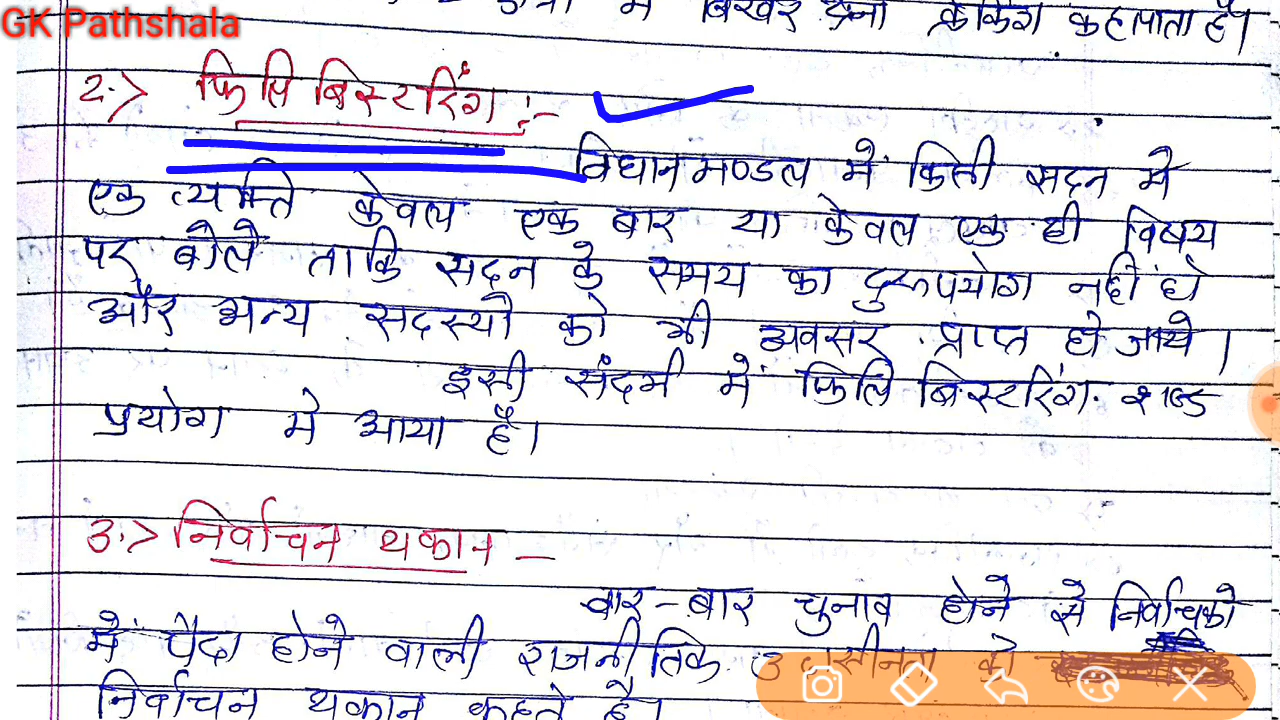 GK Pathshala
में बिखेर देना क्रेकिंग कहलाता है।
2.> फिलिबिस्टरिंग :-
विधानमण्डल में किसी सदन मे
एक व्यक्ति केवल एक बार या केवल एक ही विषय
पर बोले ताकि सदन के समय का दुरूपयोग नहीं हो
और अन्य सदस्यो को भी अवसर प्राप्त हो जाये।
इसी संदर्भ में फिलिबिस्टरिंग शब्द
प्रयोग मे आया है।
3.> निर्वाचन थकान –
बार-बार चुनाव होने से निर्वाचको
में पैदा होने वाली राजनीतिक उदासीनता को
निर्वाचन थकान कहते है।